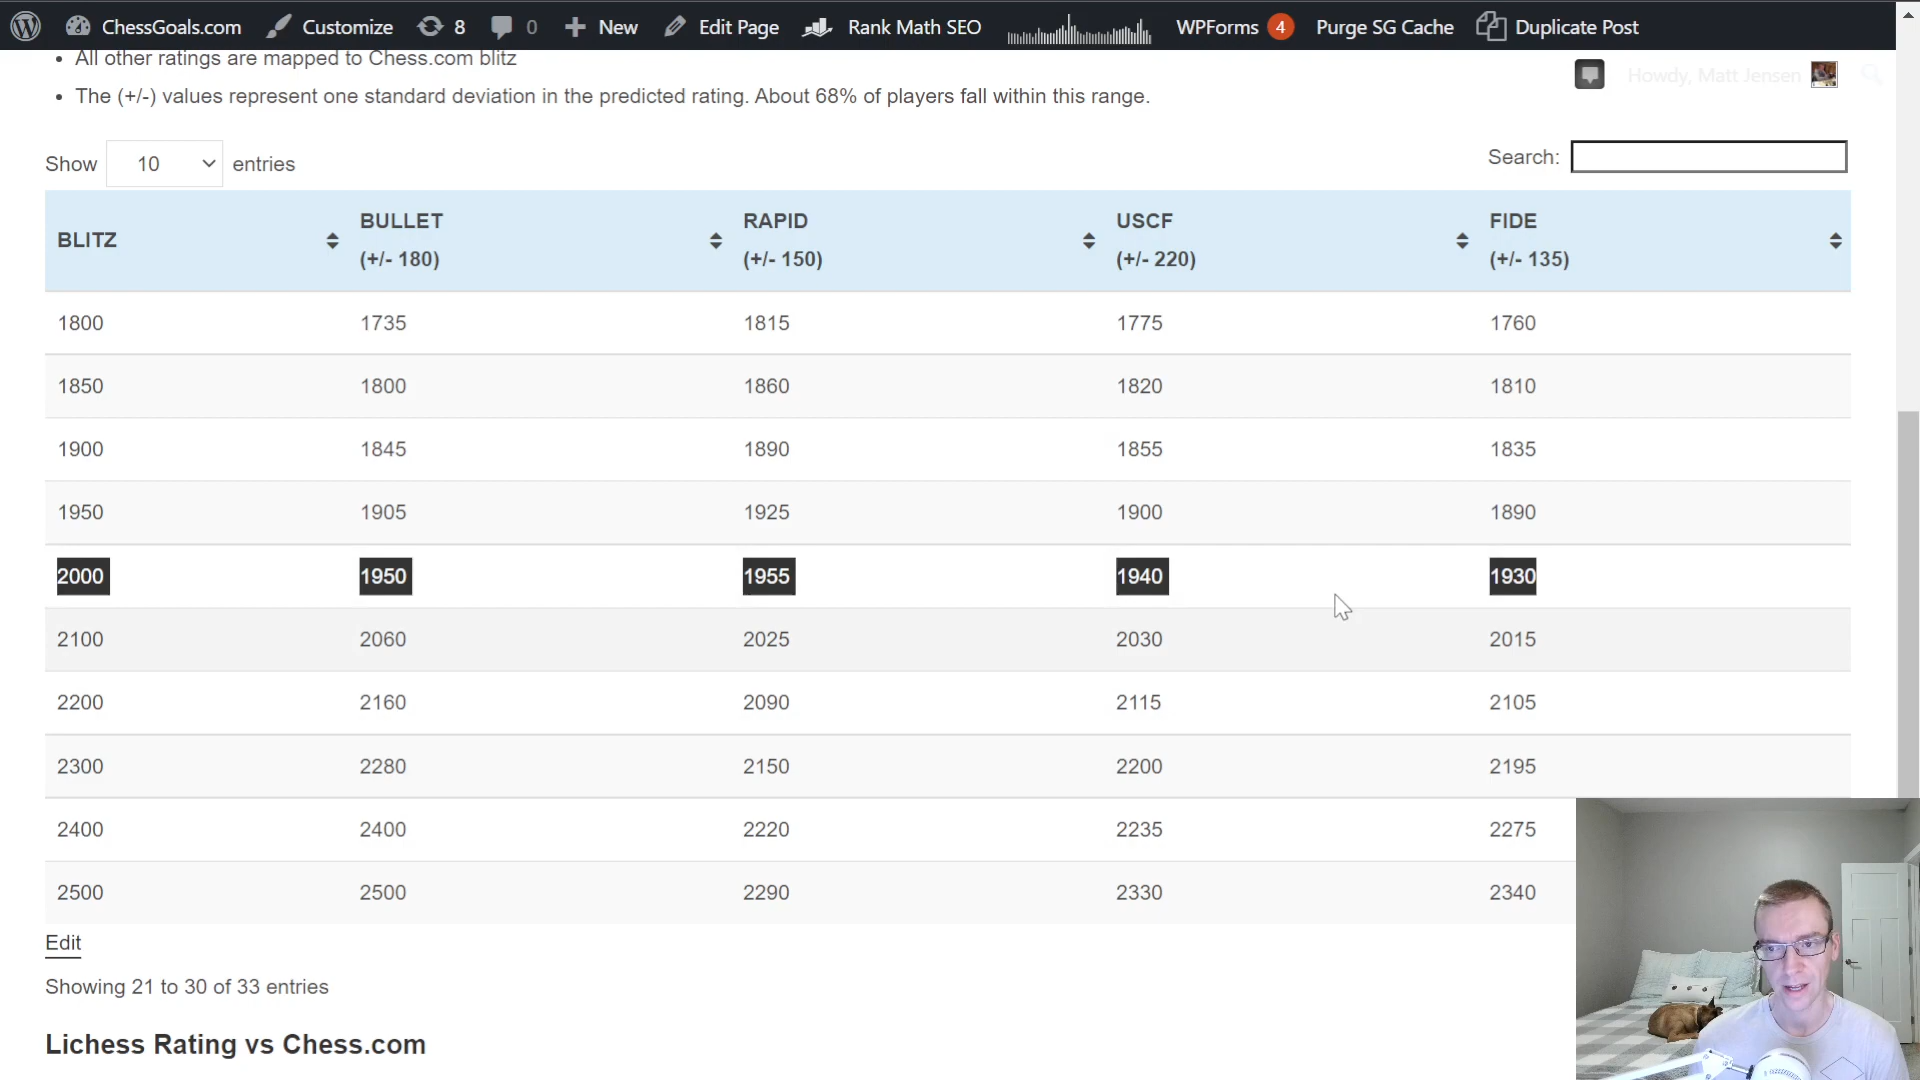 ChessGoals.com Customize 8 0 New Edit Page Rank Math SEO WPForms 4 Purge SG Cache Duplicate Post
• All other ratings are mapped to Chess.com blitz
Howdy, Matt Jensen
• The (+/-) values represent one standard deviation in the predicted rating. About 68% of players fall within this range.
Show 10 entries Search:
BLITZ BULLET (+/- 180) RAPID (+/- 150) USCF (+/- 220) FIDE (+/- 135)
1800 1735 1815 1775 1760
1850 1800 1860 1820 1810
1900 1845 1890 1855 1835
1950 1905 1925 1900 1890
2000 1950 1955 1940 1930
2100 2060 2025 2030 2015
2200 2160 2090 2115 2105
2300 2280 2150 2200 2195
2400 2400 2220 2235 2275
2500 2500 2290 2330 2340
Edit
Showing 21 to 30 of 33 entries
Lichess Rating vs Chess.com